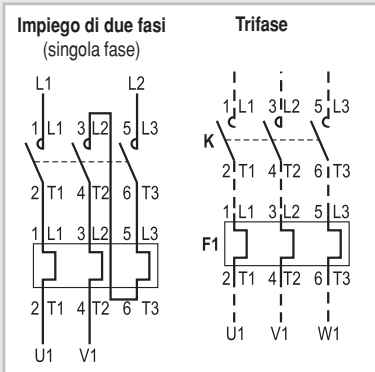 Impiego di due fasi
(singola fase)
L1 L2
1 L1 3 L2 5 L3
2 T1 4 T2 6 T3
1 L1 3 L2 5 L3
2 T1 4 T2 6 T3
U1 V1
Trifase
1 L1 3 L2 5 L3
K
2 T1 4 T2 6 T3
1 L1 3 L2 5 L3
F1
2 T1 4 T2 6 T3
U1 V1 W1